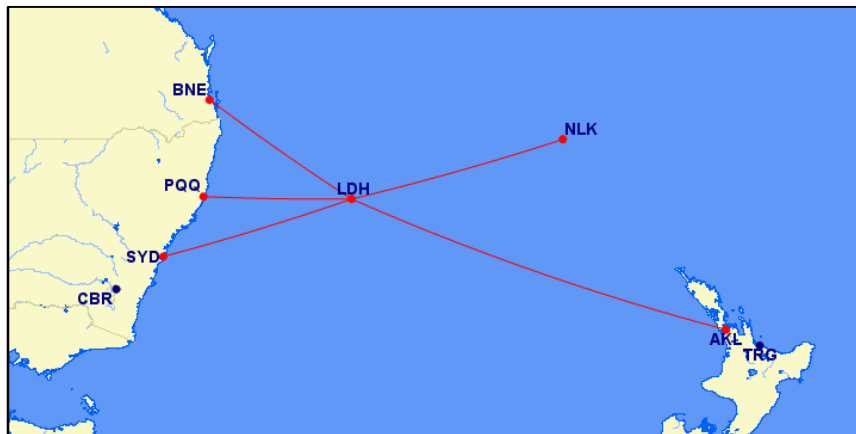 BNE
NLK
PQQ
LDH
SYD
CBR
AKL
TRG